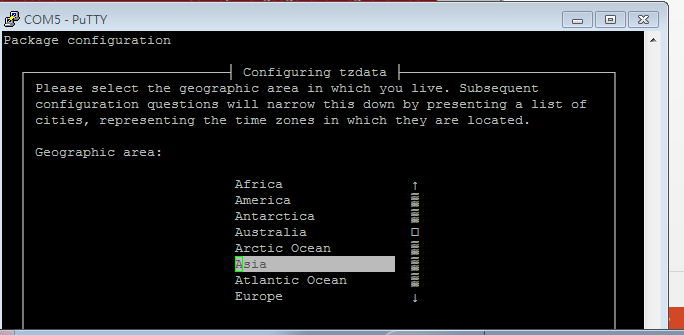 COM5 - PuTTY
Package configuration
Configuring tzdata
Please select the geographic area in which you live. Subsequent
configuration questions will narrow this down by presenting a list of
cities, representing the time zones in which they are located.
Geographic area:
Africa
America
Antarctica
Australia
Arctic Ocean
Asia
Atlantic Ocean
Europe